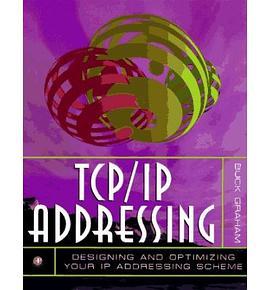 TCP/IP
ADDRESSING
BUCK GRAHAM
DESIGNING AND OPTIMIZING
YOUR IP ADDRESSING SCHEME